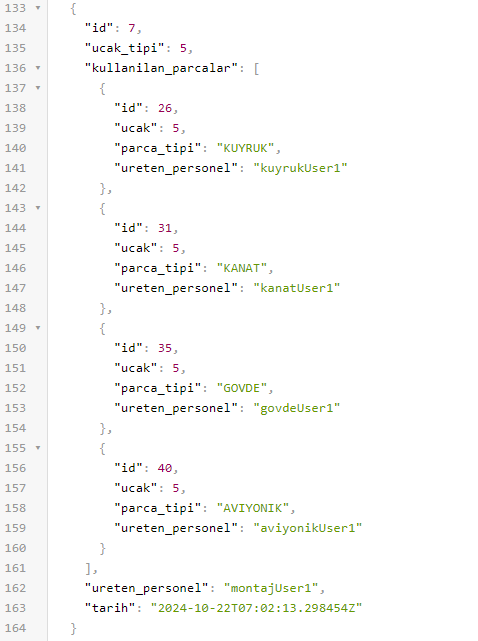 133 ▾ {
134 "id": 7,
135 "ucak_tipi": 5,
136 ▾ "kullanilan_parcalar": [
137 ▾ {
138 "id": 26,
139 "ucak": 5,
140 "parca_tipi": "KUYRUK",
141 "ureten_personel": "kuyrukUser1"
142 },
143 ▾ {
144 "id": 31,
145 "ucak": 5,
146 "parca_tipi": "KANAT",
147 "ureten_personel": "kanatUser1"
148 },
149 ▾ {
150 "id": 35,
151 "ucak": 5,
152 "parca_tipi": "GOVDE",
153 "ureten_personel": "govdeUser1"
154 },
155 ▾ {
156 "id": 40,
157 "ucak": 5,
158 "parca_tipi": "AVIYONIK",
159 "ureten_personel": "aviyonikUser1"
160 }
161 ],
162 "ureten_personel": "montajUser1",
163 "tarih": "2024-10-22T07:02:13.298454Z"
164 }